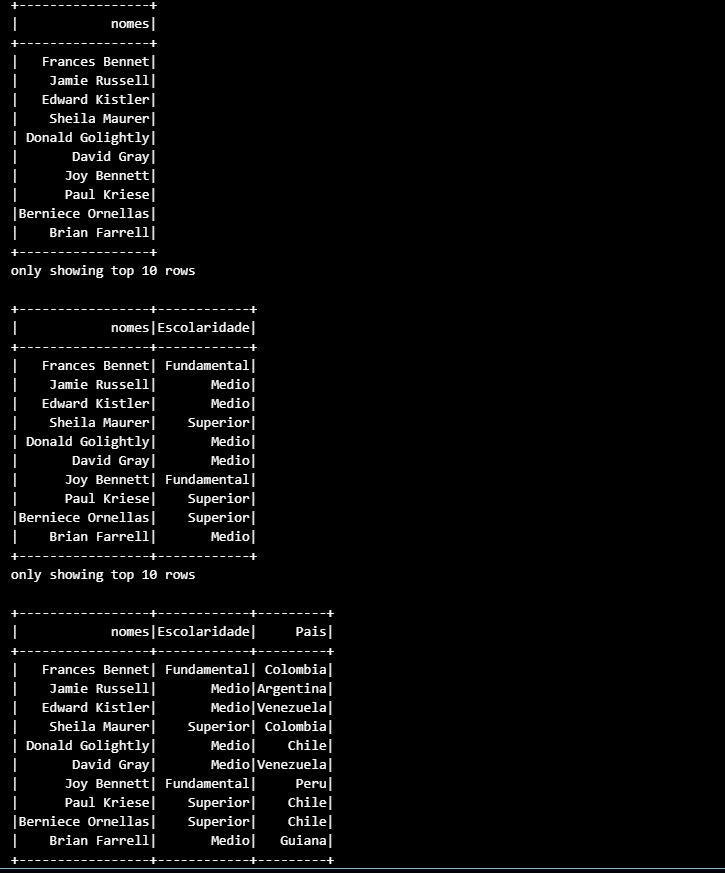 +-----------------+
|            nomes|
+-----------------+
|   Frances Bennet|
|    Jamie Russell|
|   Edward Kistler|
|    Sheila Maurer|
| Donald Golightly|
|       David Gray|
|      Joy Bennett|
|      Paul Kriese|
|Berniece Ornellas|
|    Brian Farrell|
+-----------------+
only showing top 10 rows

+-----------------+------------+
|            nomes|Escolaridade|
+-----------------+------------+
|   Frances Bennet| Fundamental|
|    Jamie Russell|       Medio|
|   Edward Kistler|       Medio|
|    Sheila Maurer|    Superior|
| Donald Golightly|       Medio|
|       David Gray|       Medio|
|      Joy Bennett| Fundamental|
|      Paul Kriese|    Superior|
|Berniece Ornellas|    Superior|
|    Brian Farrell|       Medio|
+-----------------+------------+
only showing top 10 rows

+-----------------+------------+---------+
|            nomes|Escolaridade|     Pais|
+-----------------+------------+---------+
|   Frances Bennet| Fundamental| Colombia|
|    Jamie Russell|       Medio|Argentina|
|   Edward Kistler|       Medio|Venezuela|
|    Sheila Maurer|    Superior| Colombia|
| Donald Golightly|       Medio|    Chile|
|       David Gray|       Medio|Venezuela|
|      Joy Bennett| Fundamental|     Peru|
|      Paul Kriese|    Superior|    Chile|
|Berniece Ornellas|    Superior|    Chile|
|    Brian Farrell|       Medio|   Guiana|
+-----------------+------------+---------+